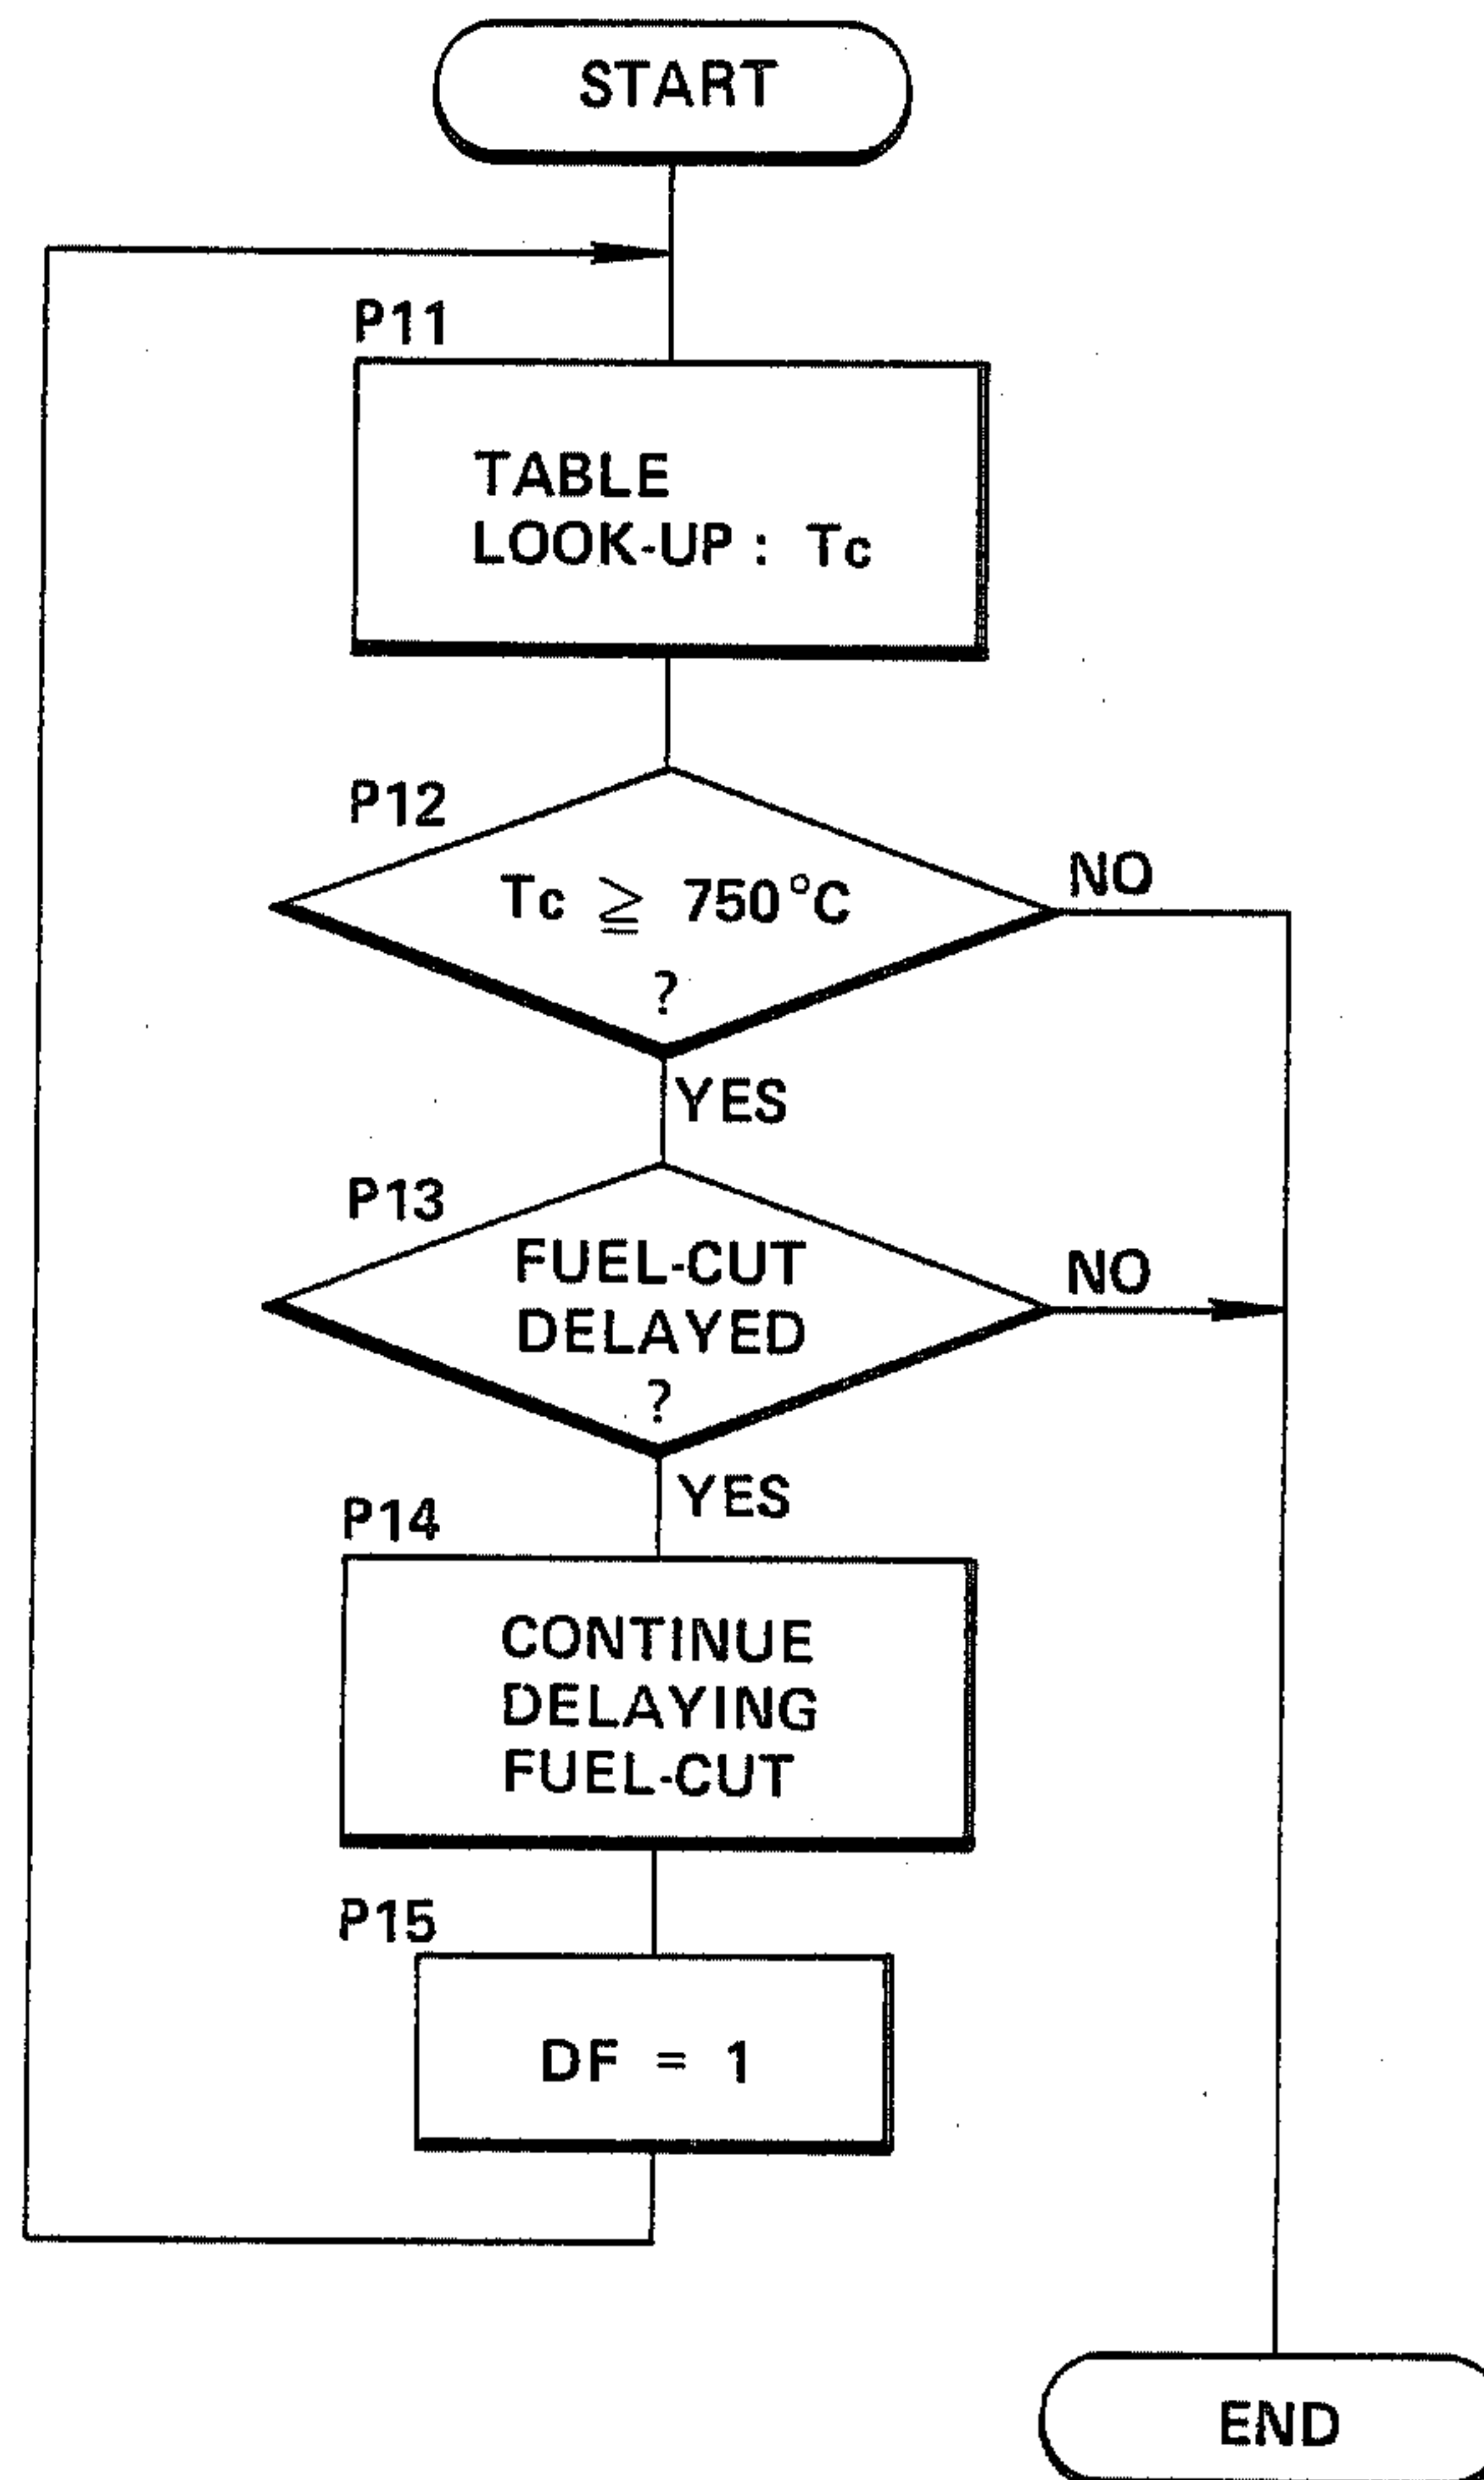 START
P11
TABLE
LOOK-UP : Tc
P12
Tc ≧ 750°C
?
NO
YES
P13
FUEL-CUT
DELAYED
?
NO
YES
P14
CONTINUE
DELAYING
FUEL-CUT
P15
DF = 1
END